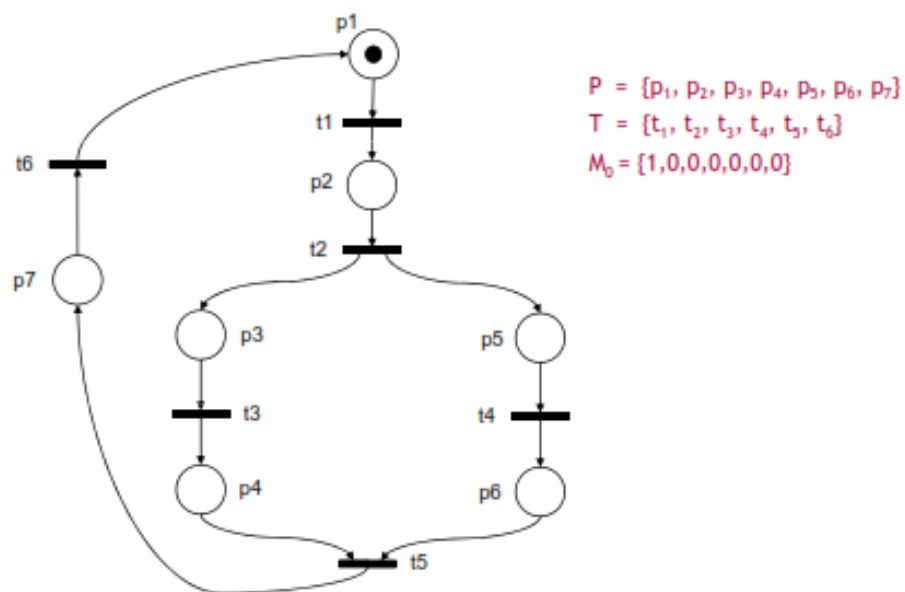 p1
P = {p₁, p₂, p₃, p₄, p₅, p₆, p₇}
t1
T = {t₁, t₂, t₃, t₄, t₅, t₆}
t6
M₀ = {1,0,0,0,0,0,0}
p2
t2
p7
p3
p5
t3
t4
p4
p6
t5